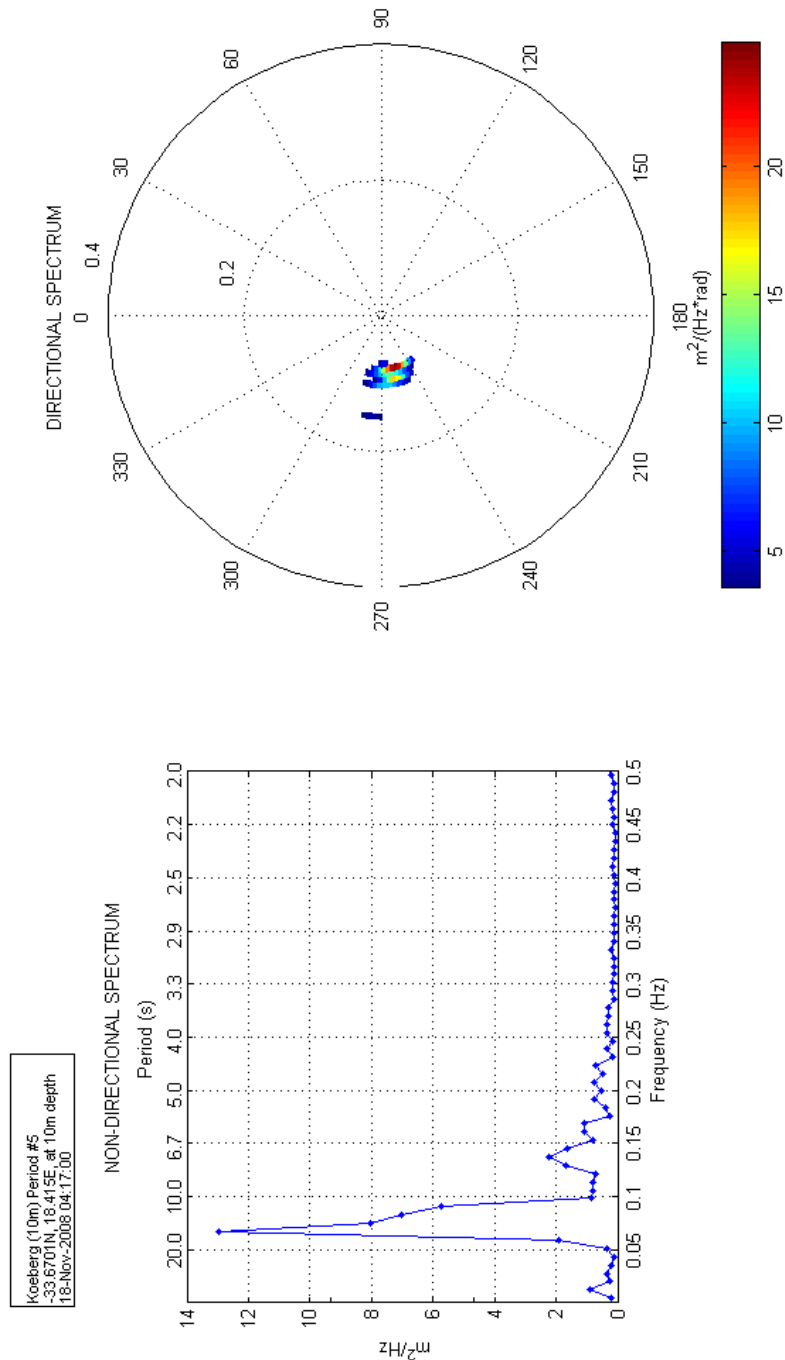 Koeberg (10m) Period #5
-33.6701N, 18.415E, at 10m depth
18-Nov-2008 04:17:00
NON-DIRECTIONAL SPECTRUM
Period (s)
20.0 10.0 6.7 5.0 4.0 3.3 2.9 2.5 2.2 2.0
14
12
10
8
6
4
2
0
m²/Hz
0.05 0.1 0.15 0.2 0.25 0.3 0.35 0.4 0.45 0.5
Frequency (Hz)
DIRECTIONAL SPECTRUM
0
0.4
30
0.2
60
90
120
150
180
210
240
270
300
330
m²/(Hz*rad)
5 10 15 20